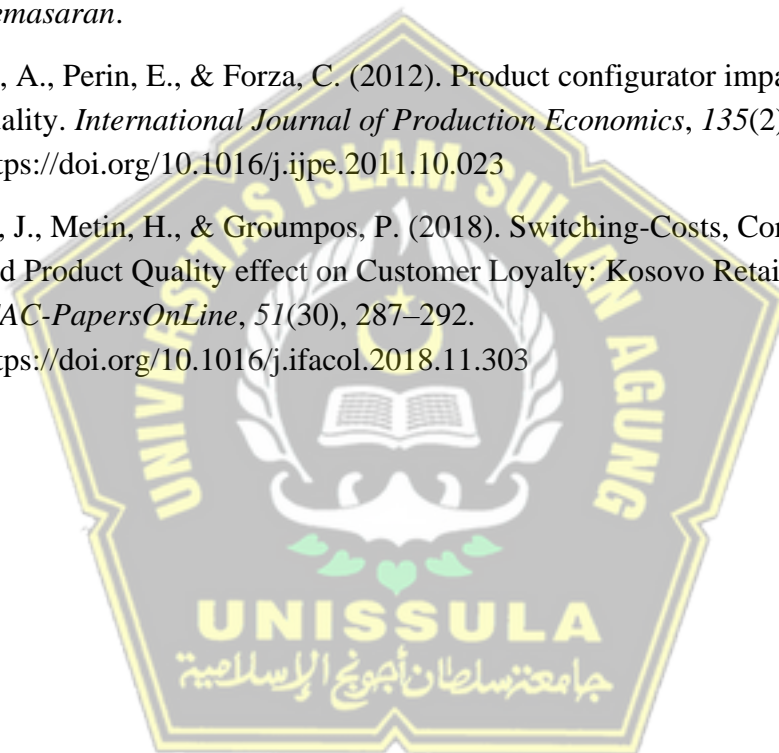 emasaran.
, A., Perin, E., & Forza, C. (2012). Product configurator impa
ality. International Journal of Production Economics, 135(2)
tps://doi.org/10.1016/j.ijpe.2011.10.023
, J., Metin, H., & Groumpos, P. (2018). Switching-Costs, Cor
d Product Quality effect on Customer Loyalty: Kosovo Retai
AC-PapersOnLine, 51(30), 287–292.
tps://doi.org/10.1016/j.ifacol.2018.11.303
UNIVERSITAS ISLAM SULTAN AGUNG
UNISSULA
جامعة سلطان أجونج الإسلامية